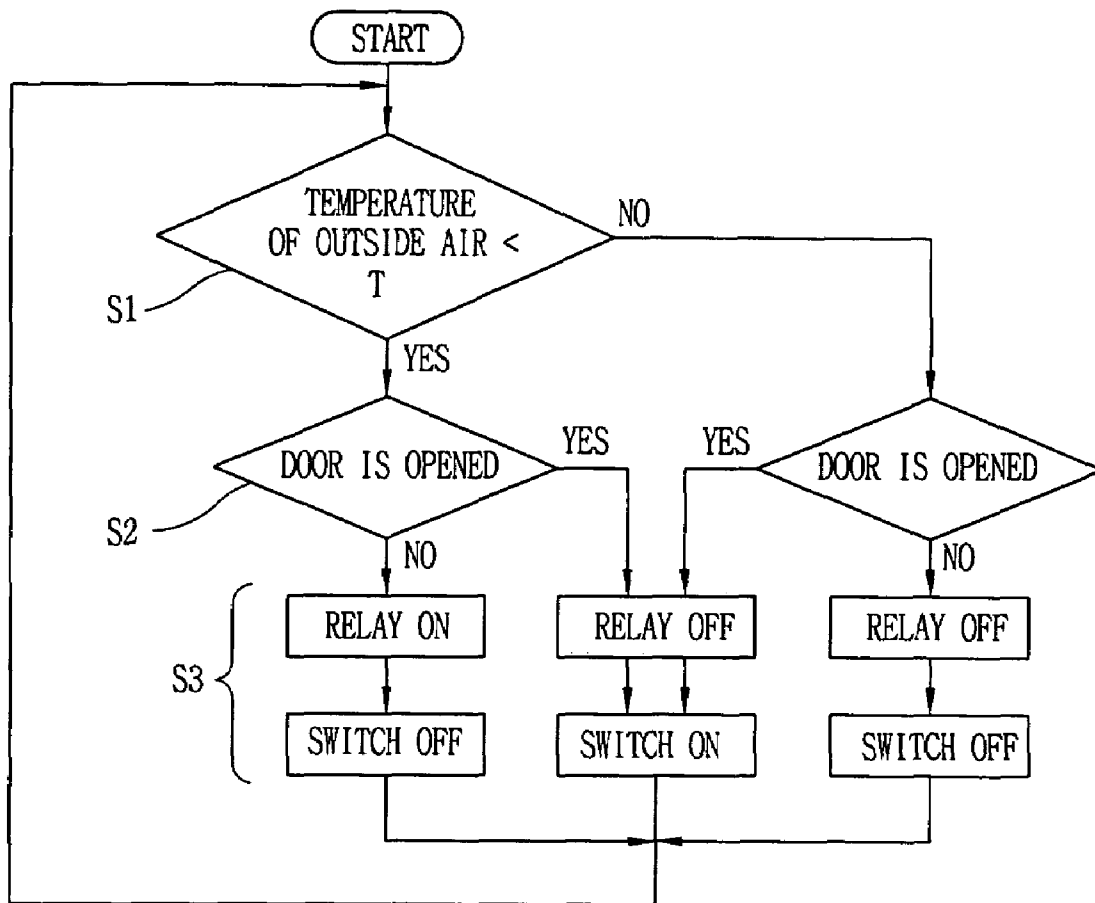 START
TEMPERATURE
OF OUTSIDE AIR <
T
NO
S1
YES
DOOR IS OPENED
YES
YES
DOOR IS OPENED
S2
NO
NO
RELAY ON
RELAY OFF
RELAY OFF
S3
SWITCH OFF
SWITCH ON
SWITCH OFF